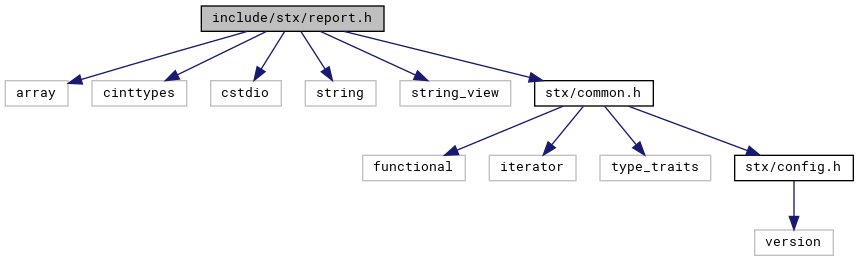 include/stx/report.h
array
cinttypes
cstdio
string
string_view
stx/common.h
functional
iterator
type_traits
stx/config.h
version